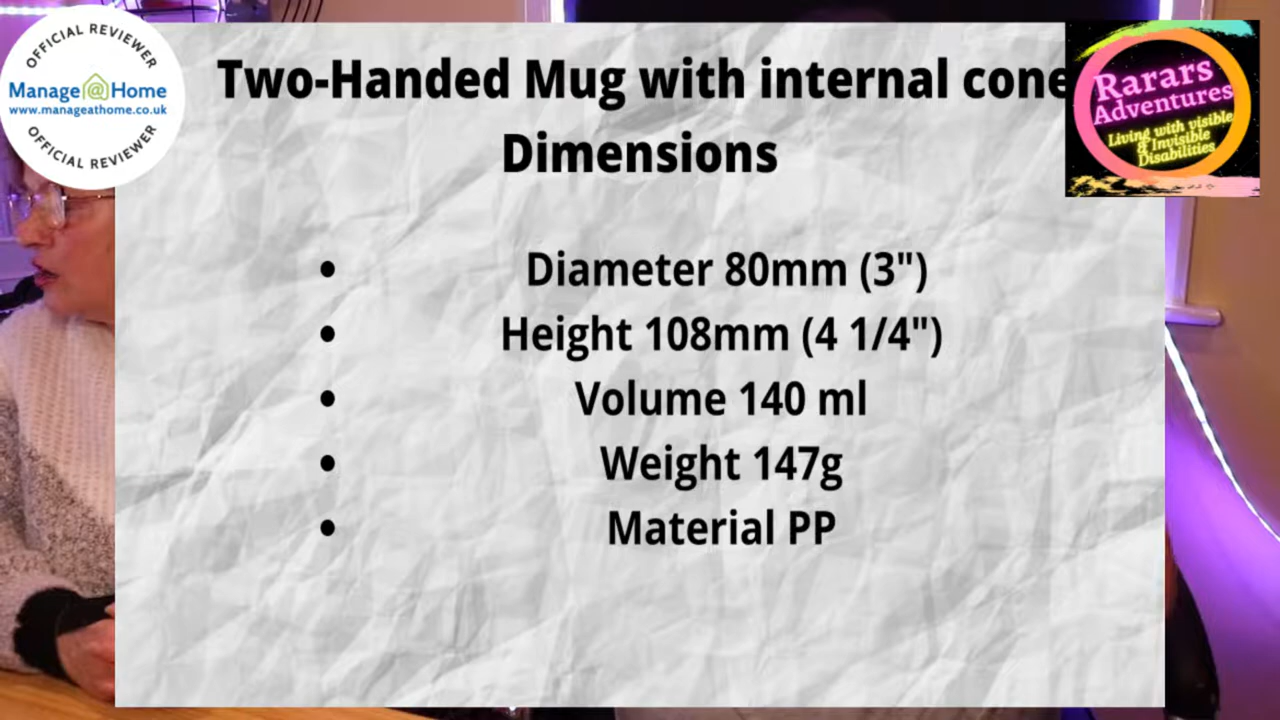 OFFICIAL REVIEWER
Manage@Home
www.manageathome.co.uk
OFFICIAL REVIEWER
Two-Handed Mug with internal cone
Dimensions
Rarars
Adventures
Living with visible
& Invisible
Disabilities
• Diameter 80mm (3")
• Height 108mm (4 1/4")
• Volume 140 ml
• Weight 147g
• Material PP